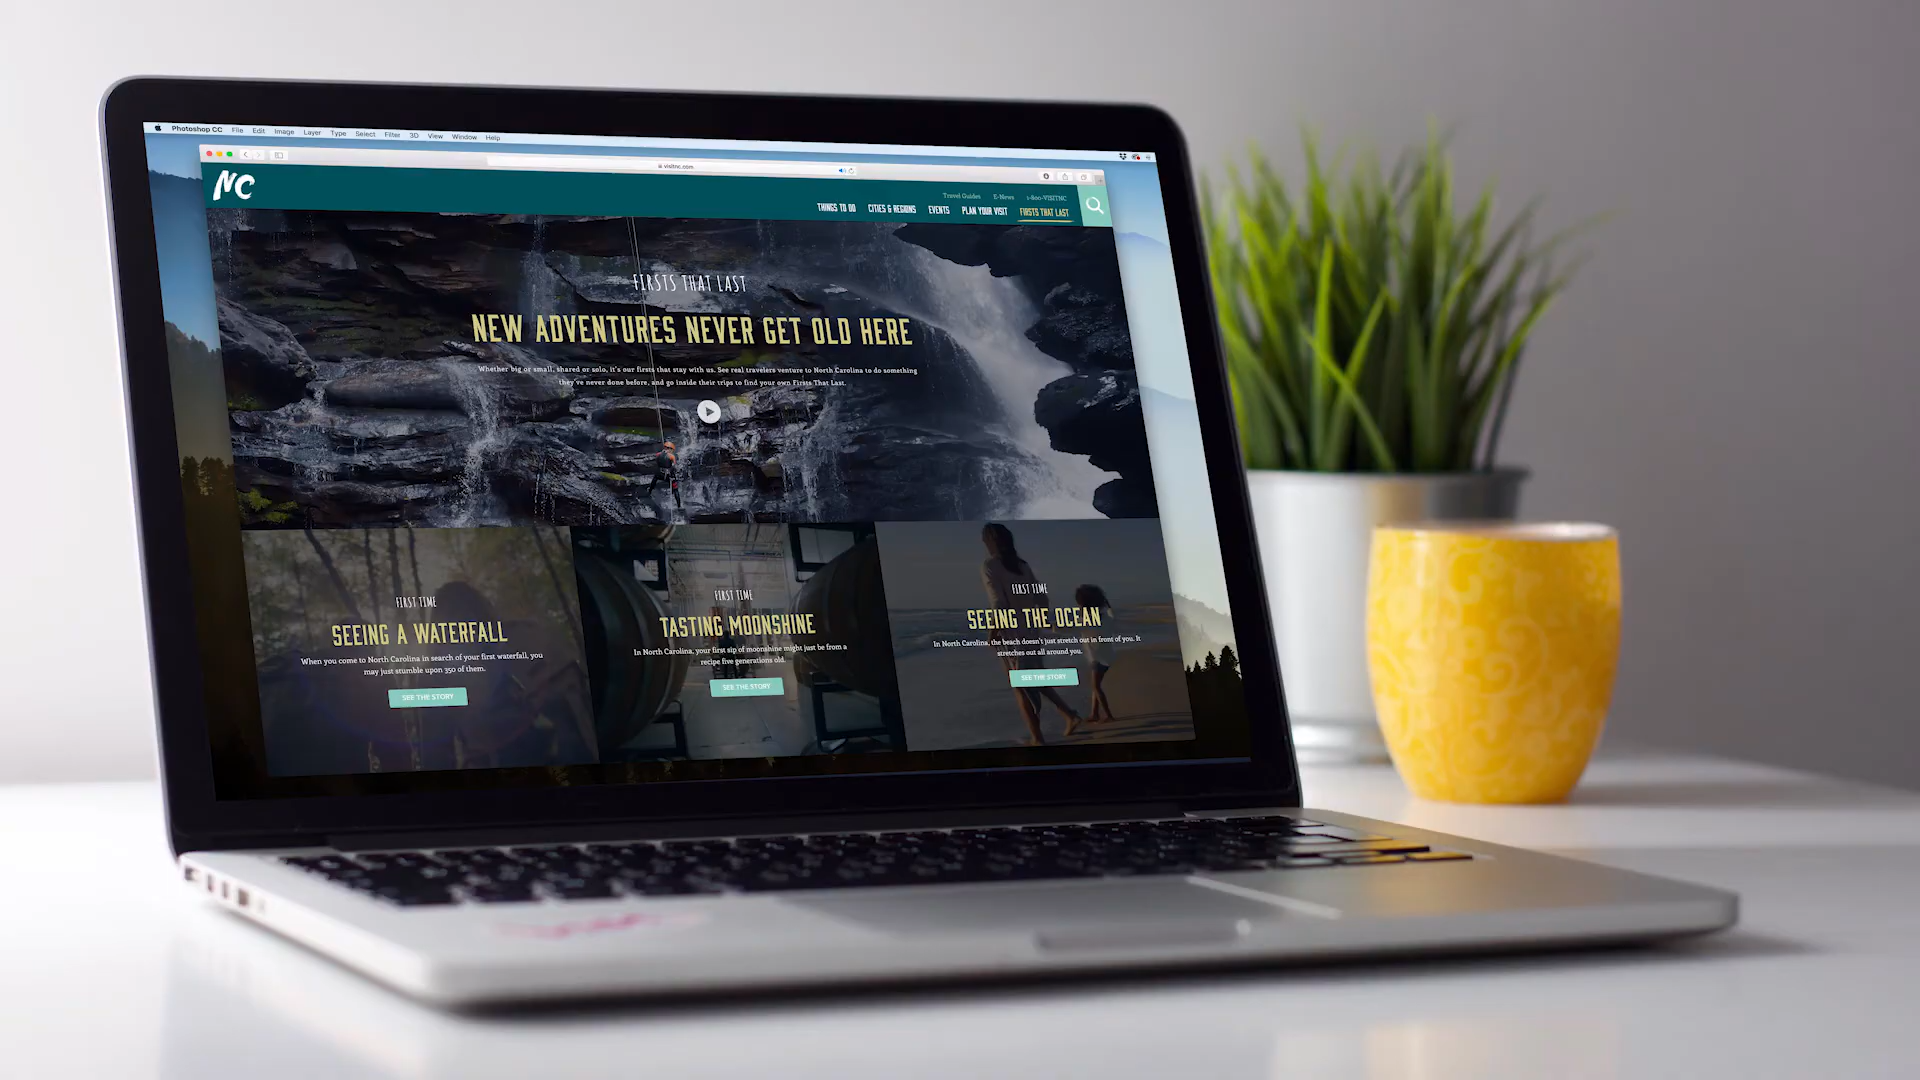 Photoshop CC File Edit Image Layer Type Select Filter 3D View Window Help
visitnc.com
NC
Travel Guides E-News 1-800-VISITNC
THINGS TO DO CITIES & REGIONS EVENTS PLAN YOUR VISIT FIRSTS THAT LAST
FIRSTS THAT LAST
NEW ADVENTURES NEVER GET OLD HERE
Whether big or small, shared or solo, it's our firsts that stay with us. See real travelers venture to North Carolina to do something
they've never done before, and go inside their trips to find your own Firsts That Last.
FIRST TIME
SEEING A WATERFALL
When you come to North Carolina in search of your first waterfall, you
may just stumble upon 350 of them.
SEE THE STORY
FIRST TIME
TASTING MOONSHINE
In North Carolina, your first sip of moonshine might just be from a
recipe five generations old.
SEE THE STORY
FIRST TIME
SEEING THE OCEAN
In North Carolina, the beach doesn't just stretch out in front of you. It
stretches out all around you.
SEE THE STORY